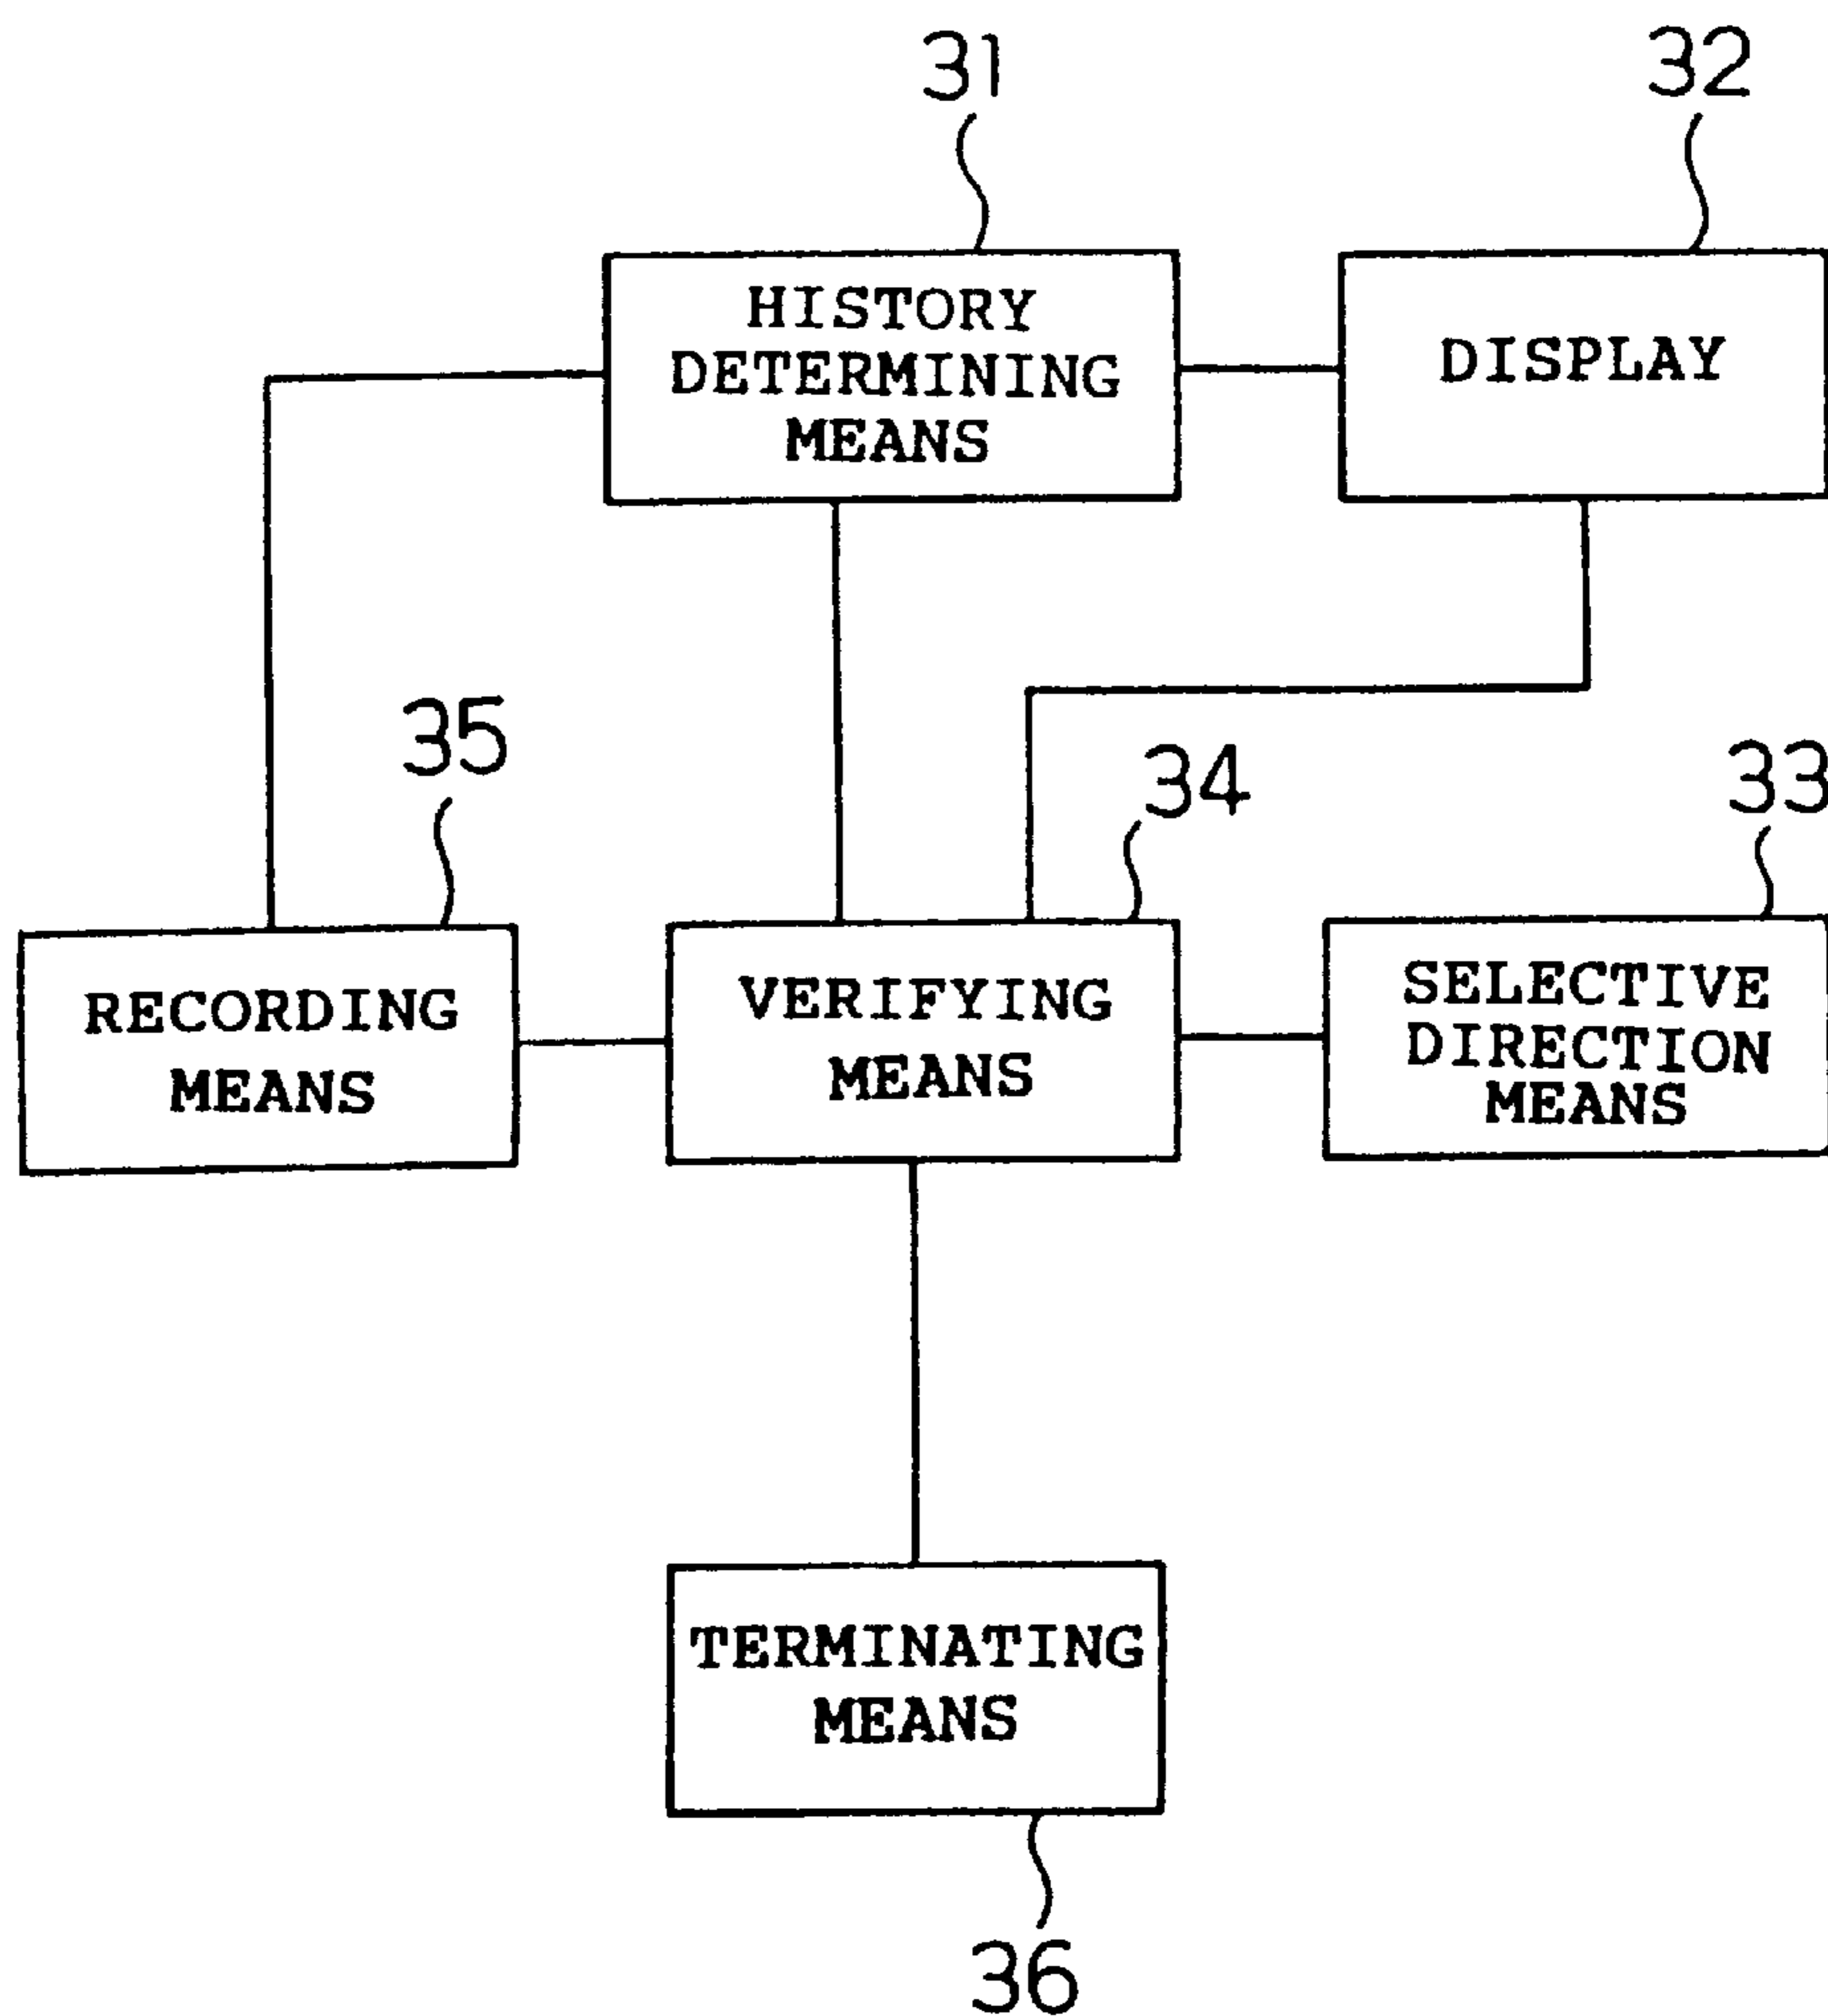 31
32
HISTORY
DETERMINING
MEANS
DISPLAY
35
34
33
RECORDING
MEANS
VERIFYING
MEANS
SELECTIVE
DIRECTION
MEANS
TERMINATING
MEANS
36